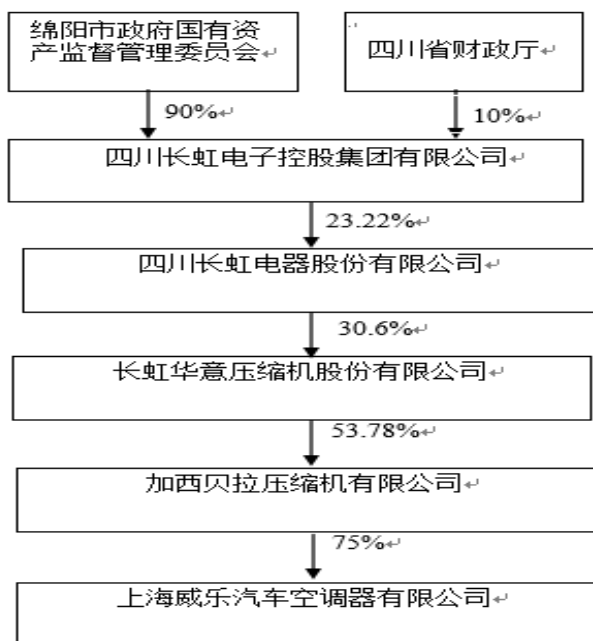 绵阳市政府国有资
产监督管理委员会
四川省财政厅
90%
10%
四川长虹电子控股集团有限公司
23.22%
四川长虹电器股份有限公司
30.6%
长虹华意压缩机股份有限公司
53.78%
加西贝拉压缩机有限公司
75%
上海威乐汽车空调器有限公司